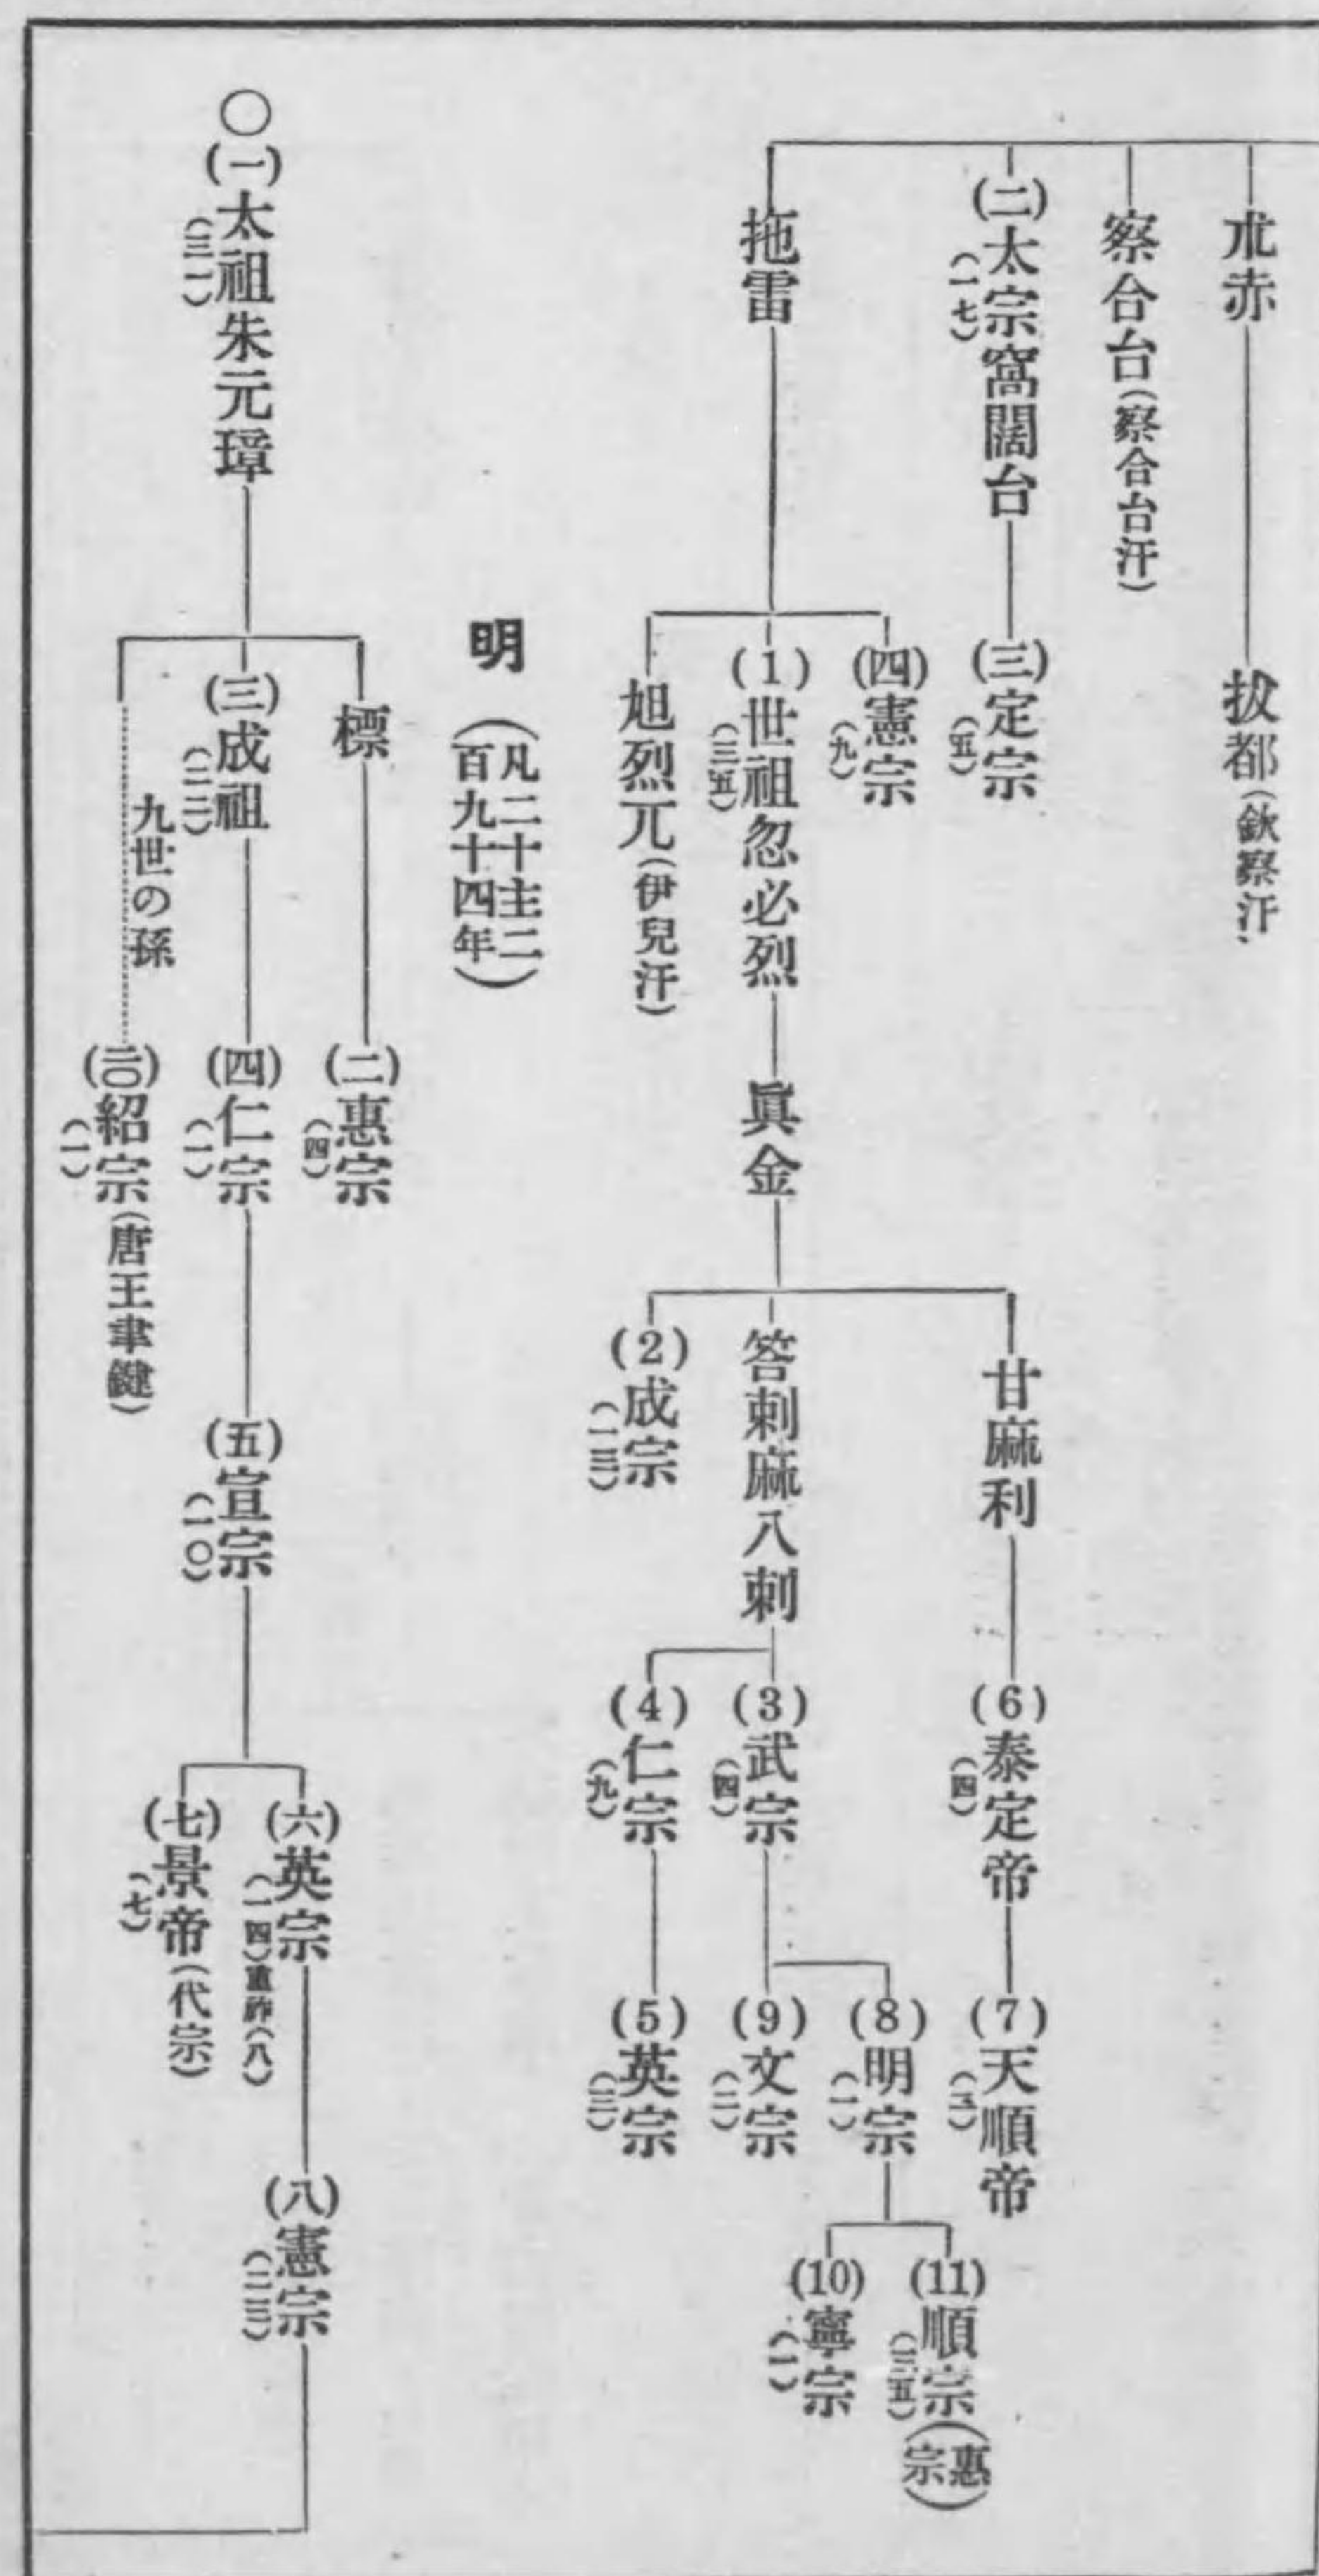 朮赤
拔都(欽察汗)
察合台(察合台汗)
(二)太宗窩闊台
(一七)
(三)定宗
(五)
拖雷
(四)憲宗
(九)
(1)世祖忽必烈
(三五)
旭烈兀(伊兒汗)
眞金
甘麻利
(6)泰定帝
(四)
(7)天順帝
答剌麻八剌
(3)武宗
(四)
(8)明宗
(一)
(11)順宗(惠宗)
(三五)
(10)寧宗
(一)
(9)文宗
(二)
(4)仁宗
(九)
(5)英宗
(三)
(2)成宗
(一三)
明
(凡二十主二
百九十四年)
〇(一)太祖朱元璋
(三一)
標
(二)惠宗
(四)
(三)成祖
(二二)
(四)仁宗
(一)
(五)宣宗
(一〇)
(六)英宗
(一四)重祚(八)
(八)憲宗
(二三)
(七)景帝(代宗)
(七)
九世の孫
(二〇)紹宗(唐王聿鍵)
(一)